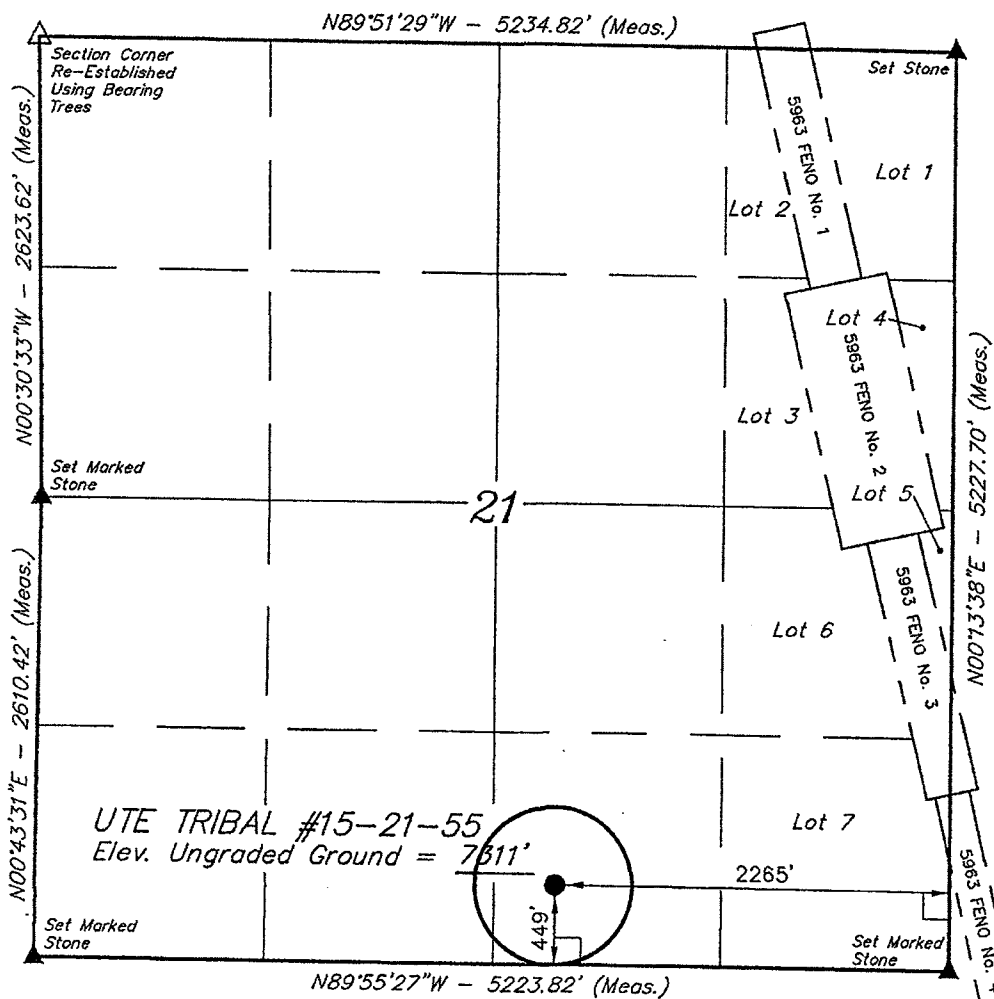 N89°51'29"W - 5234.82' (Meas.)
Section Corner
Re-Established
Using Bearing
Trees
Set Stone
N00°30'33"W - 2623.62' (Meas.)
5963 FENO No. 1
Lot 1
Lot 2
Lot 4
5963 FENO No. 2
Lot 3
N00°13'38"E - 5227.70' (Meas.)
Set Marked
Stone
21
Lot 5
5963 FENO No. 3
Lot 6
N00°43'31"E - 2610.42' (Meas.)
UTE TRIBAL #15-21-55
Elev. Ungraded Ground = 7311'
Lot 7
2265'
449'
5963 FENO No.
Set Marked
Stone
Set Marked
Stone
N89°55'27"W - 5223.82' (Meas.)